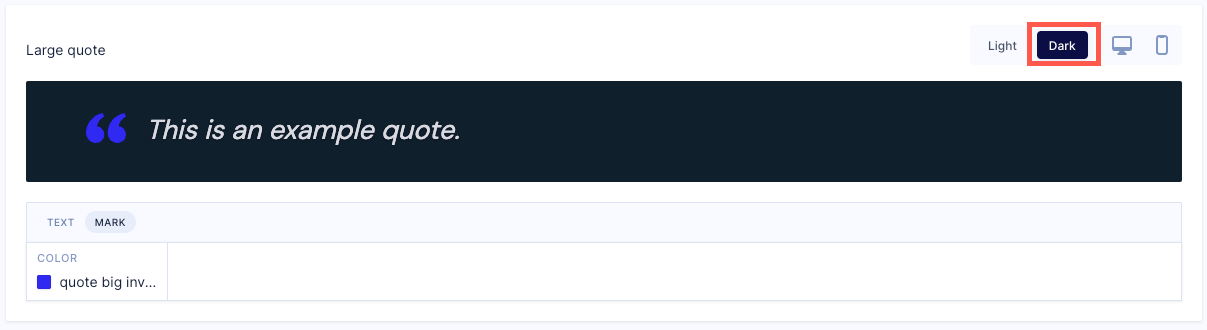 Large quote
Light Dark
“ This is an example quote.
TEXT MARK
COLOR
quote big inv...